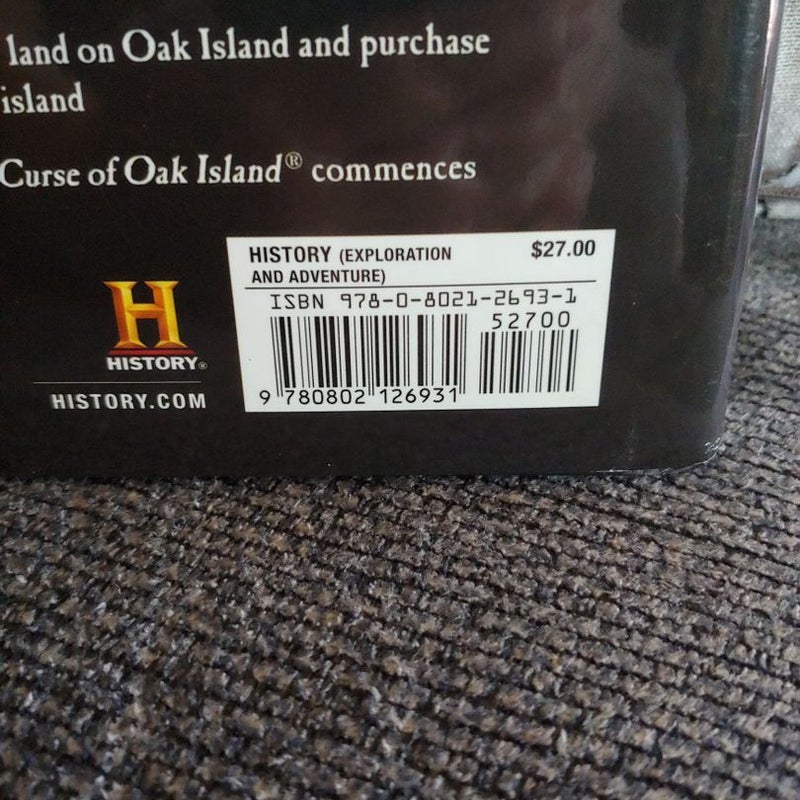 land on Oak Island and purchase
island
Curse of Oak Island® commences
HISTORY (EXPLORATION AND ADVENTURE)
$27.00
ISBN 978-0-8021-2693-1
52700
9 780802 126931
H
HISTORY®
HISTORY.COM